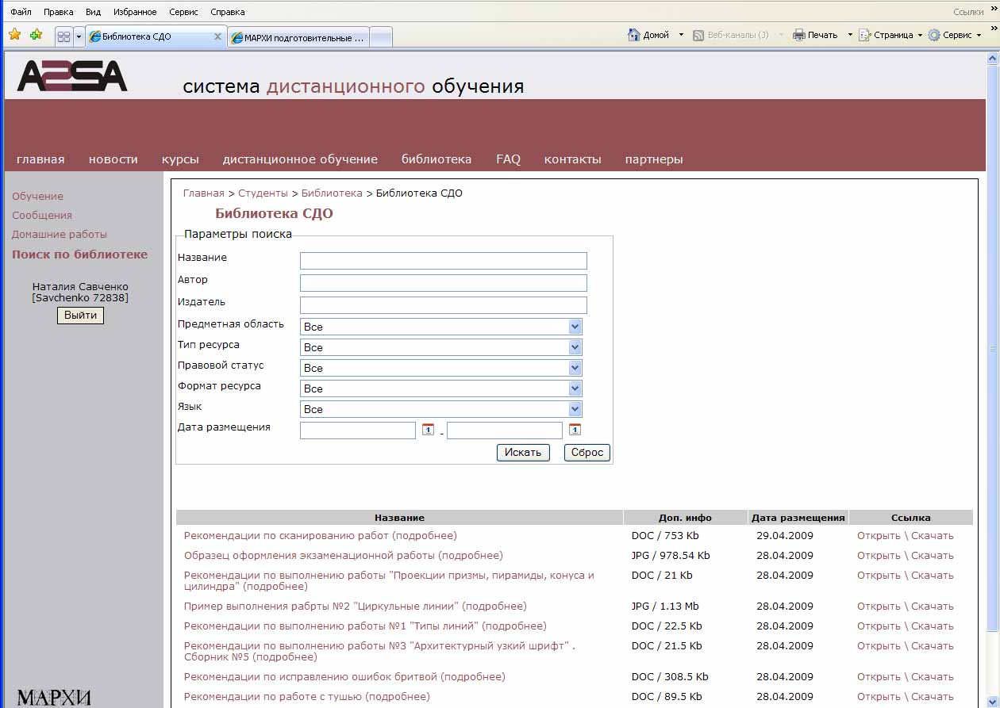 Файл Правка Вид Избранное Сервис Справка Ссылки »
Библиотека СДО МАРХИ подготовительные ... Домой Веб-каналы (J) Печать Страница Сервис »
A2SA
система дистанционного обучения
главная новости курсы дистанционное обучение библиотека FAQ контакты партнеры
Обучение
Сообщения
Домашние работы
Поиск по библиотеке
Наталия Савченко
[Savchenko 72838]
Выйти
Главная > Студенты > Библиотека > Библиотека СДО
Библиотека СДО
Параметры поиска
Название
Автор
Издатель
Предметная область Все
Тип ресурса Все
Правовой статус Все
Формат ресурса Все
Язык Все
Дата размещения 1 - 1
Искать Сброс
Название Доп. инфо Дата размещения Ссылка
Рекомендации по сканированию работ (подробнее) DOC / 753 Kb 29.04.2009 Открыть \ Скачать
Образец оформления экзаменационной работы (подробнее) JPG / 978.54 Kb 28.04.2009 Открыть \ Скачать
Рекомендации по выполнению работы "Проекции призмы, пирамиды, конуса и DOC / 21 Kb 28.04.2009 Открыть \ Скачать
цилиндра" (подробнее)
Пример выполнения рабрты №2 "Циркульные линии" (подробнее) JPG / 1.13 Mb 28.04.2009 Открыть \ Скачать
Рекомендации по выполнению работы №1 "Типы линий" (подробнее) DOC / 22.5 Kb 28.04.2009 Открыть \ Скачать
Рекомендации по выполнению работы №3 "Архитектурный узкий шрифт" . DOC / 21.5 Kb 28.04.2009 Открыть \ Скачать
Сборник №5 (подробнее)
Рекомендации по исправлению ошибок бритвой (подробнее) DOC / 308.5 Kb 28.04.2009 Открыть \ Скачать
Рекомендации по работе с тушью (подробнее) DOC / 89.5 Kb 28.04.2009 Открыть \ Скачать
МАРХИ